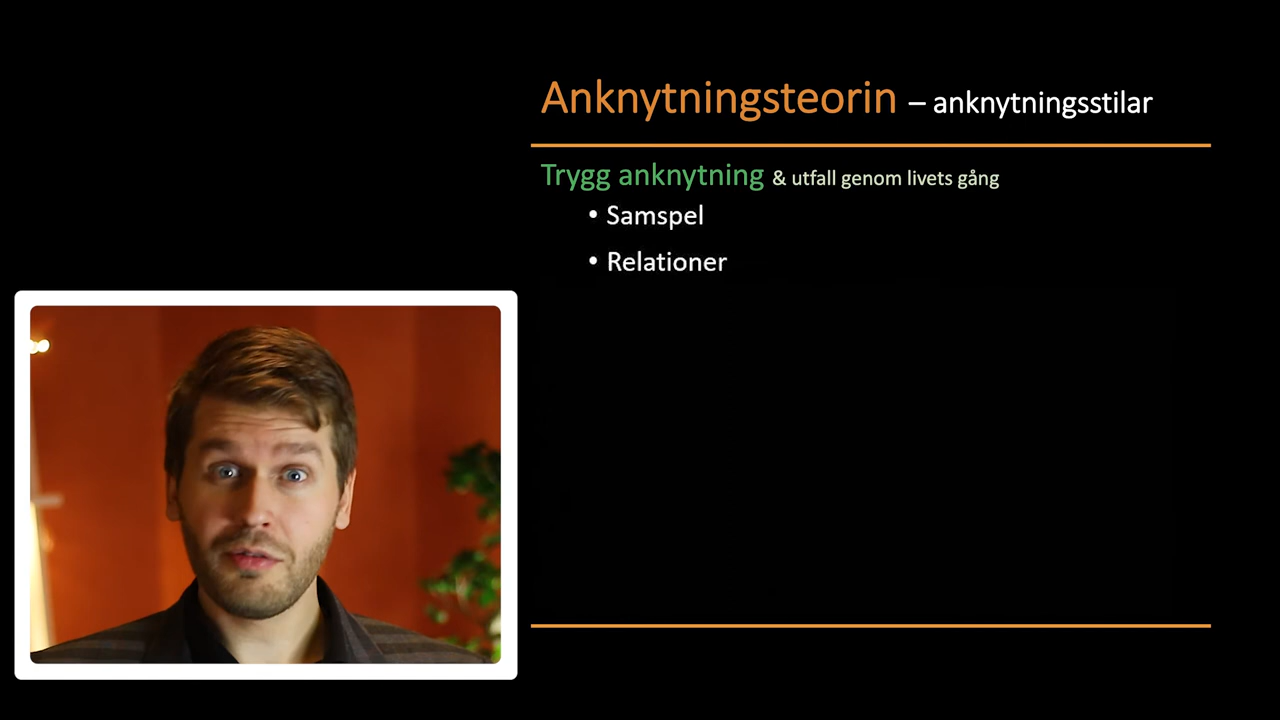 Anknytningsteorin – anknytningsstilar
Trygg anknytning & utfall genom livets gång
• Samspel
• Relationer